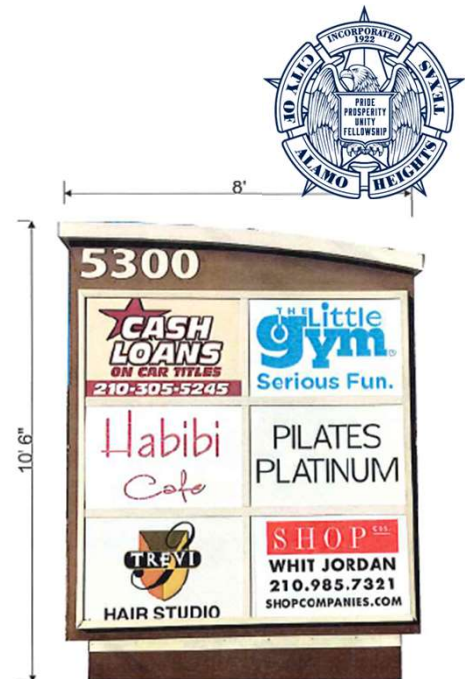 INCORPORATED
1922
CITY OF
TEXAS
PRIDE
PROSPERITY
UNITY
FELLOWSHIP
ALAMO HEIGHTS
8'
10' 6"
5300
CASH
LOANS
ON CAR TITLES
210-305-5245
THE Little
gym®
Serious Fun.
Habibi
Cafe
PILATES
PLATINUM
TREVI
HAIR STUDIO
SHOP cos.
WHIT JORDAN
210.985.7321
SHOPCOMPANIES.COM